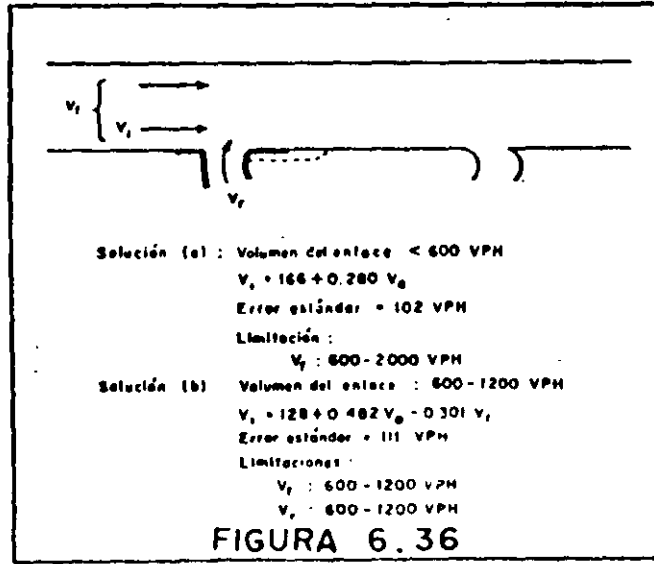 V_f
V_1
V_r
Solución (a) : Volumen del enlace < 600 VPH
V_1 = 166 + 0.280 V_e
Error estándar = 102 VPH
Limitación :
V_f : 600 - 2000 VPH
Solución (b) Volumen del enlace : 600 - 1200 VPH
V_1 = 128 + 0.482 V_e - 0.301 V_r
Error estándar = 111 VPH
Limitaciones :
V_f : 600 - 1200 VPH
V_r : 600 - 1200 VPH
FIGURA 6.36